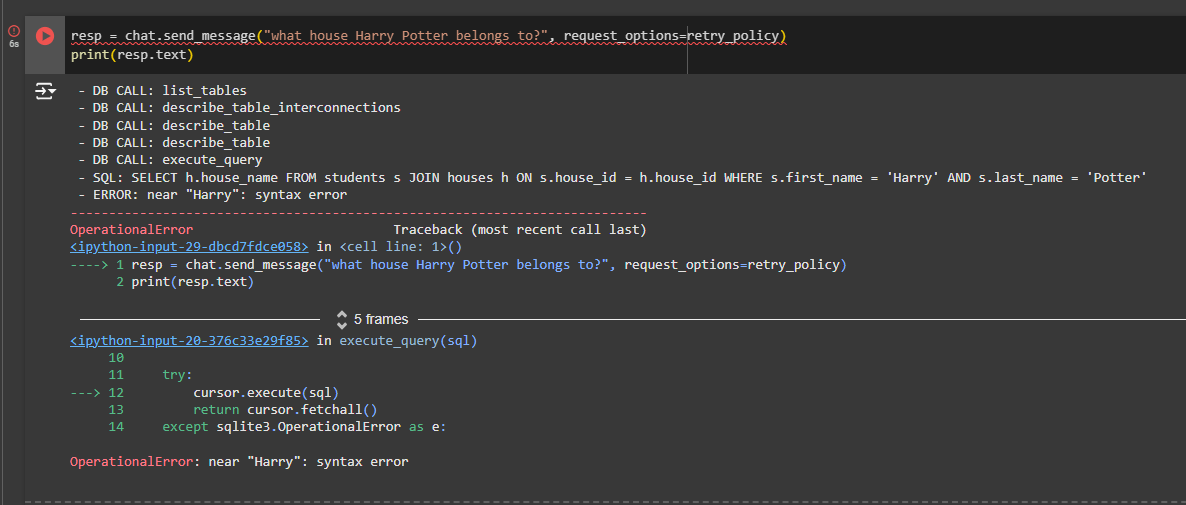 6s
resp = chat.send_message("what house Harry Potter belongs to?", request_options=retry_policy)
print(resp.text)
- DB CALL: list_tables
- DB CALL: describe_table_interconnections
- DB CALL: describe_table
- DB CALL: describe_table
- DB CALL: execute_query
- SQL: SELECT h.house_name FROM students s JOIN houses h ON s.house_id = h.house_id WHERE s.first_name = 'Harry' AND s.last_name = 'Potter'
- ERROR: near "Harry": syntax error
---------------------------------------------------------------------------
OperationalError                          Traceback (most recent call last)
<ipython-input-29-dbcd7fdce058> in <cell line: 1>()
----> 1 resp = chat.send_message("what house Harry Potter belongs to?", request_options=retry_policy)
      2 print(resp.text)
5 frames
<ipython-input-20-376c33e29f85> in execute_query(sql)
     10
     11     try:
---> 12         cursor.execute(sql)
     13         return cursor.fetchall()
     14     except sqlite3.OperationalError as e:
OperationalError: near "Harry": syntax error